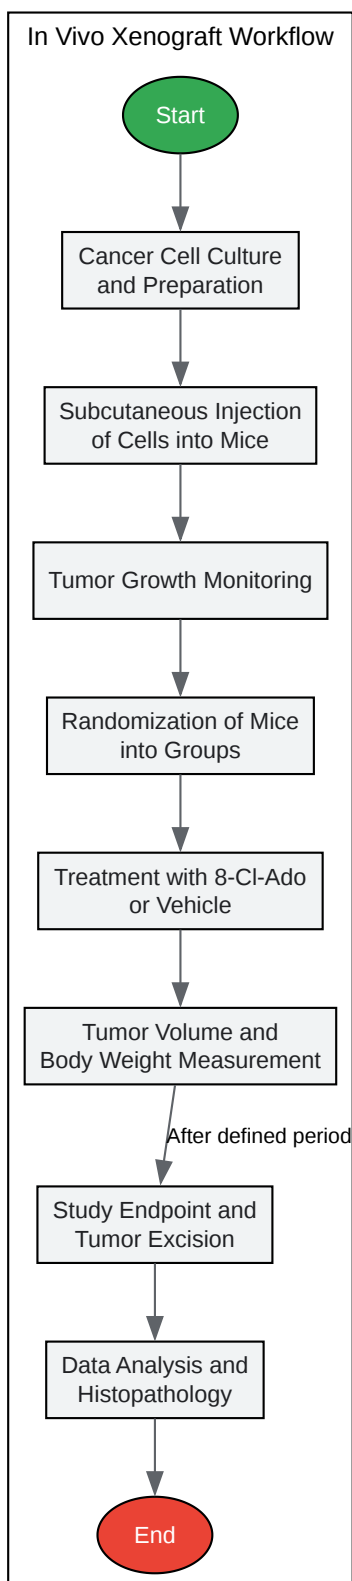 In Vivo Xenograft Workflow
Start
Cancer Cell Culture
and Preparation
Subcutaneous Injection
of Cells into Mice
Tumor Growth Monitoring
Randomization of Mice
into Groups
Treatment with 8-Cl-Ado
or Vehicle
Tumor Volume and
Body Weight Measurement
After defined period
Study Endpoint and
Tumor Excision
Data Analysis and
Histopathology
End